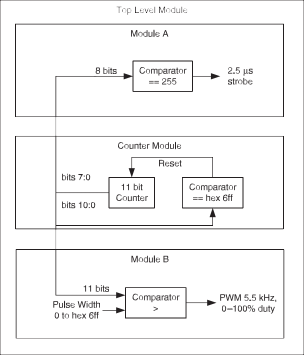 Top Level Module
Module A
8 bits
Comparator
== 255
2.5 µs
strobe
Counter Module
Reset
bits 7:0
11 bit
Counter
Comparator
== hex 6ff
bits 10:0
Module B
11 bits
Pulse Width
0 to hex 6ff
Comparator
>
PWM 5.5 kHz,
0–100% duty